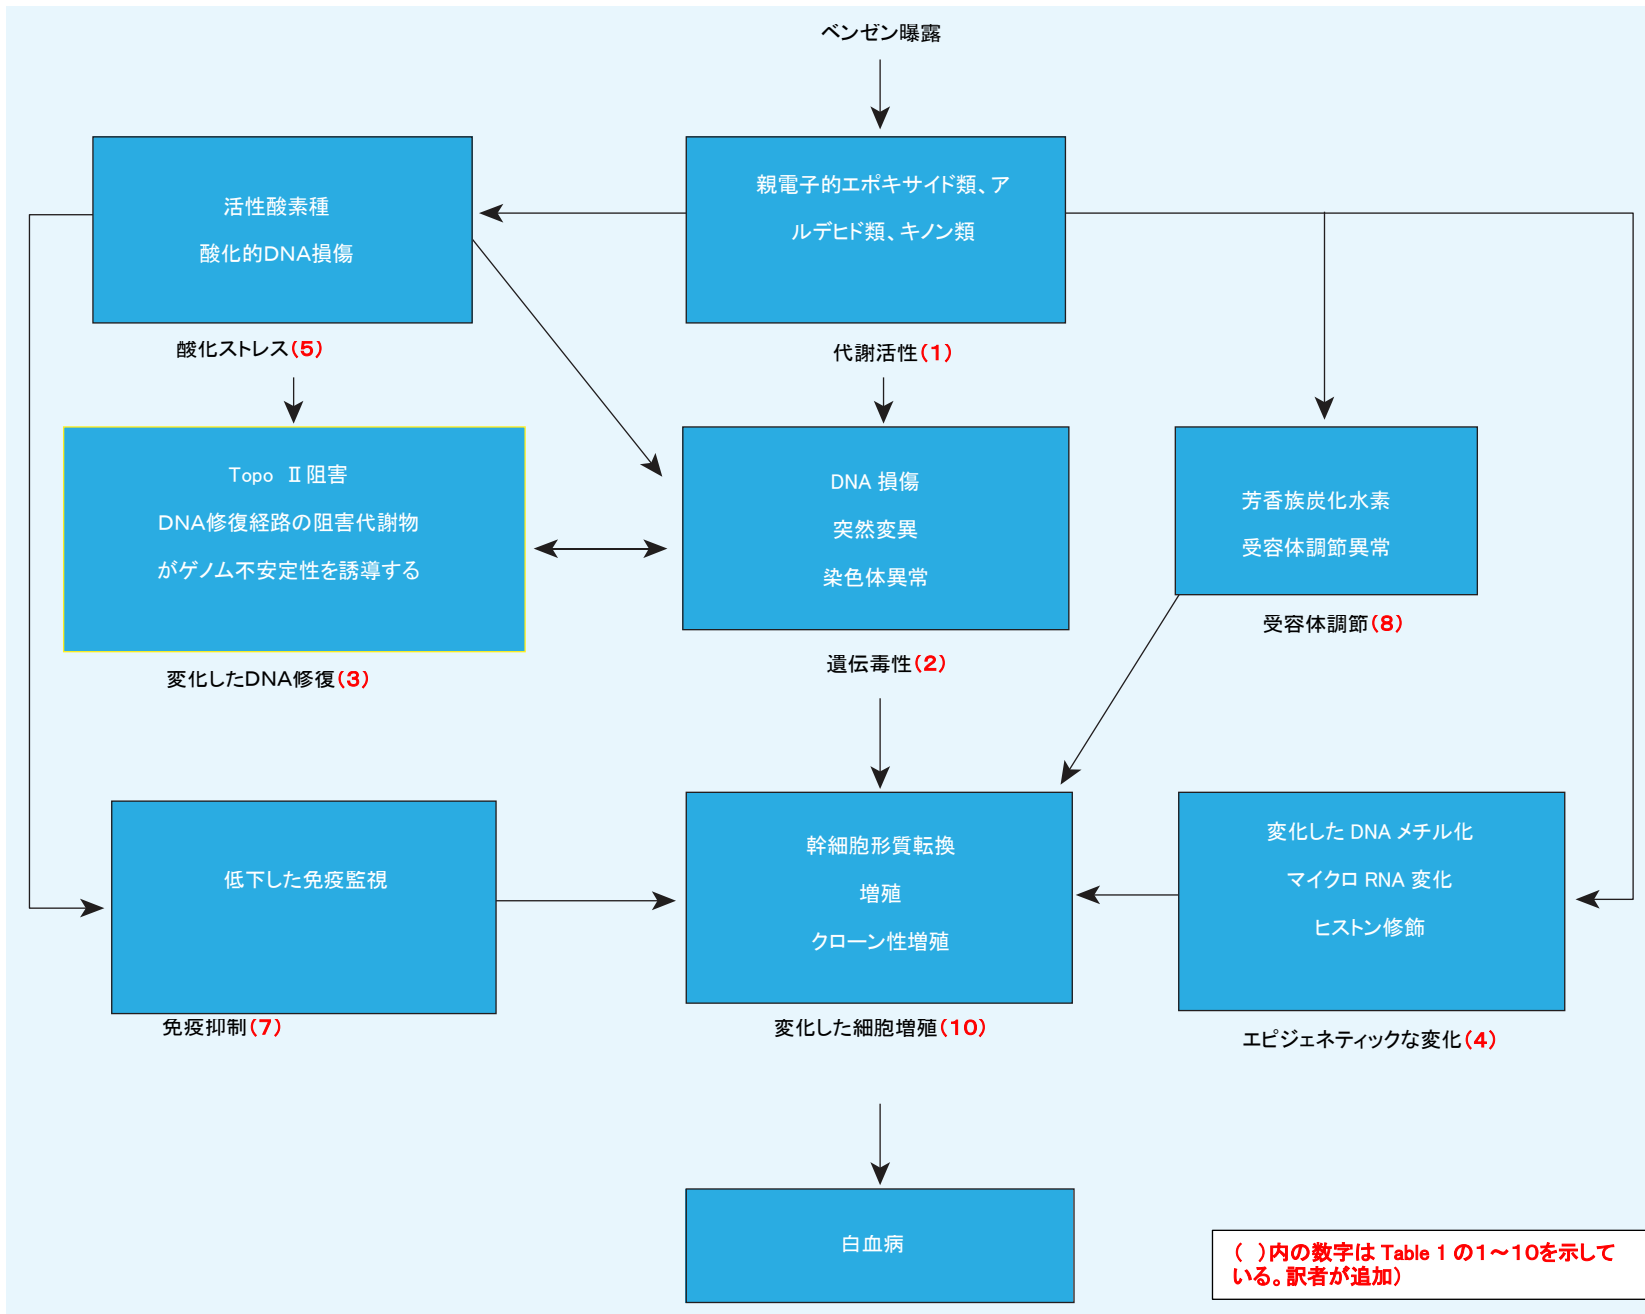 ベンゼン曝露
活性酸素種
酸化的DNA損傷
酸化ストレス(5)
親電子的エポキサイド類、ア
ルデヒド類、キノン類
代謝活性(1)
Topo Ⅱ阻害
DNA修復経路の阻害代謝物
がゲノム不安定性を誘導する
変化したDNA修復(3)
DNA 損傷
突然変異
染色体異常
遺伝毒性(2)
芳香族炭化水素
受容体調節異常
受容体調節(8)
低下した免疫監視
免疫抑制(7)
幹細胞形質転換
増殖
クローン性増殖
変化した細胞増殖(10)
変化した DNA メチル化
マイクロ RNA 変化
ヒストン修飾
エピジェネティックな変化(4)
白血病
( )内の数字は Table 1 の1~10を示して
いる。訳者が追加)